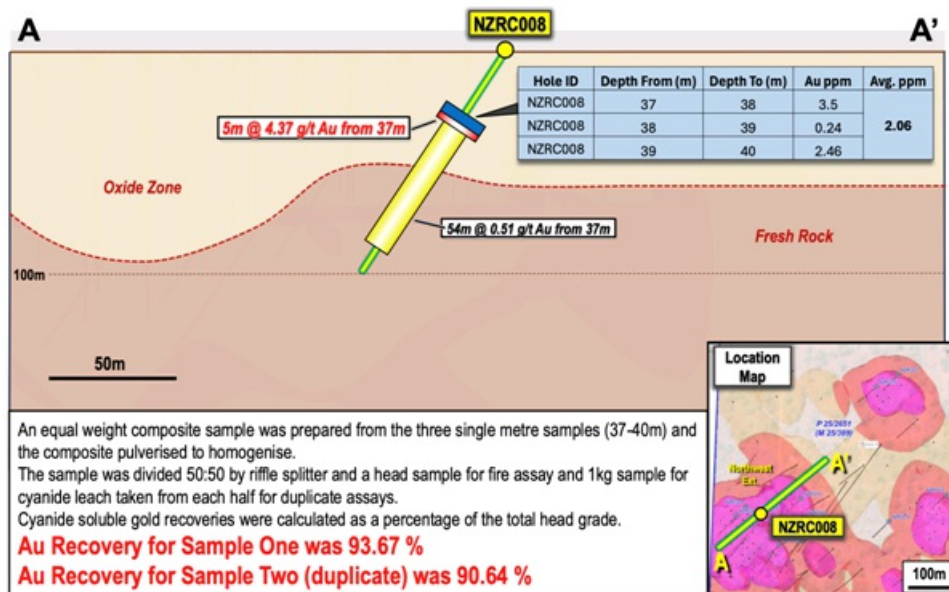 A
NZRC008
A'
Hole ID Depth From (m) Depth To (m) Au ppm Avg. ppm
NZRC008 37 38 3.5
NZRC008 38 39 0.24 2.06
NZRC008 39 40 2.46
5m @ 4.37 g/t Au from 37m
Oxide Zone
54m @ 0.51 g/t Au from 37m
Fresh Rock
100m
50m
An equal weight composite sample was prepared from the three single metre samples (37-40m) and
the composite pulverised to homogenise.
The sample was divided 50:50 by riffle splitter and a head sample for fire assay and 1kg sample for
cyanide leach taken from each half for duplicate assays.
Cyanide soluble gold recoveries were calculated as a percentage of the total head grade.
Au Recovery for Sample One was 93.67 %
Au Recovery for Sample Two (duplicate) was 90.64 %
Location
Map
P 25/2651
(M 25/369)
Northwest
Ext.
A'
NZRC008
A
100m